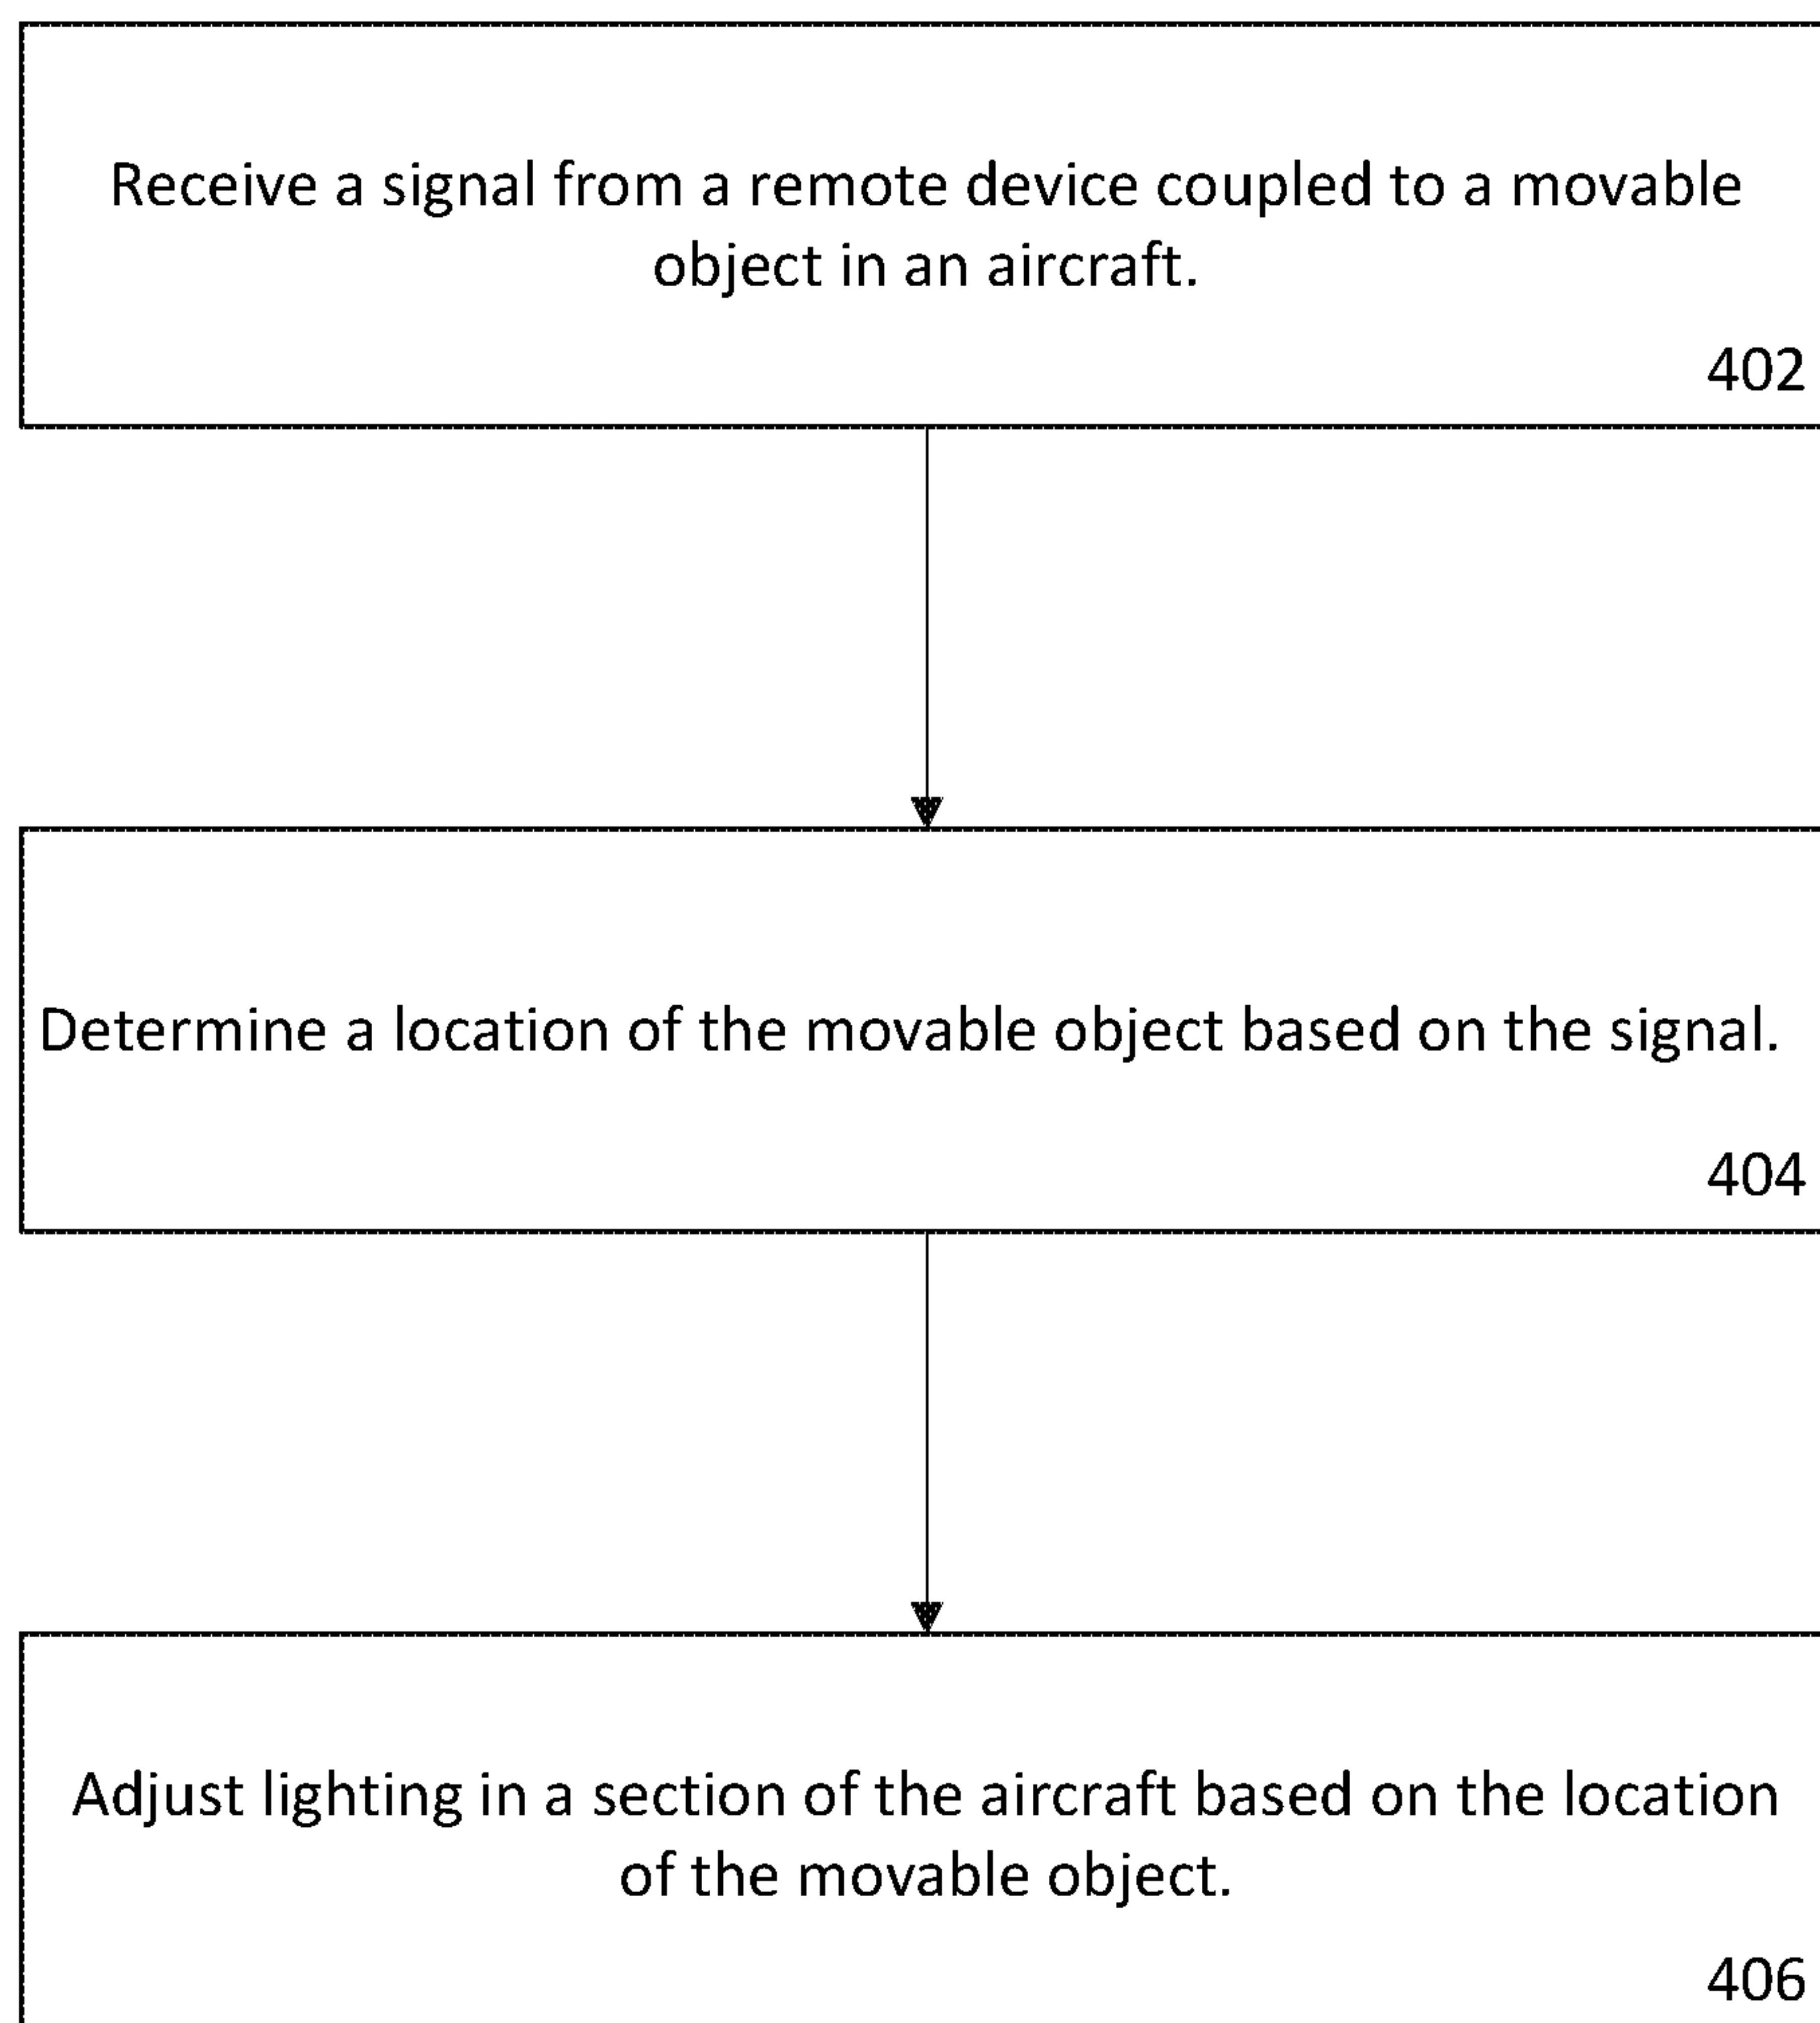 Receive a signal from a remote device coupled to a movable
object in an aircraft.
402
Determine a location of the movable object based on the signal.
404
Adjust lighting in a section of the aircraft based on the location
of the movable object.
406